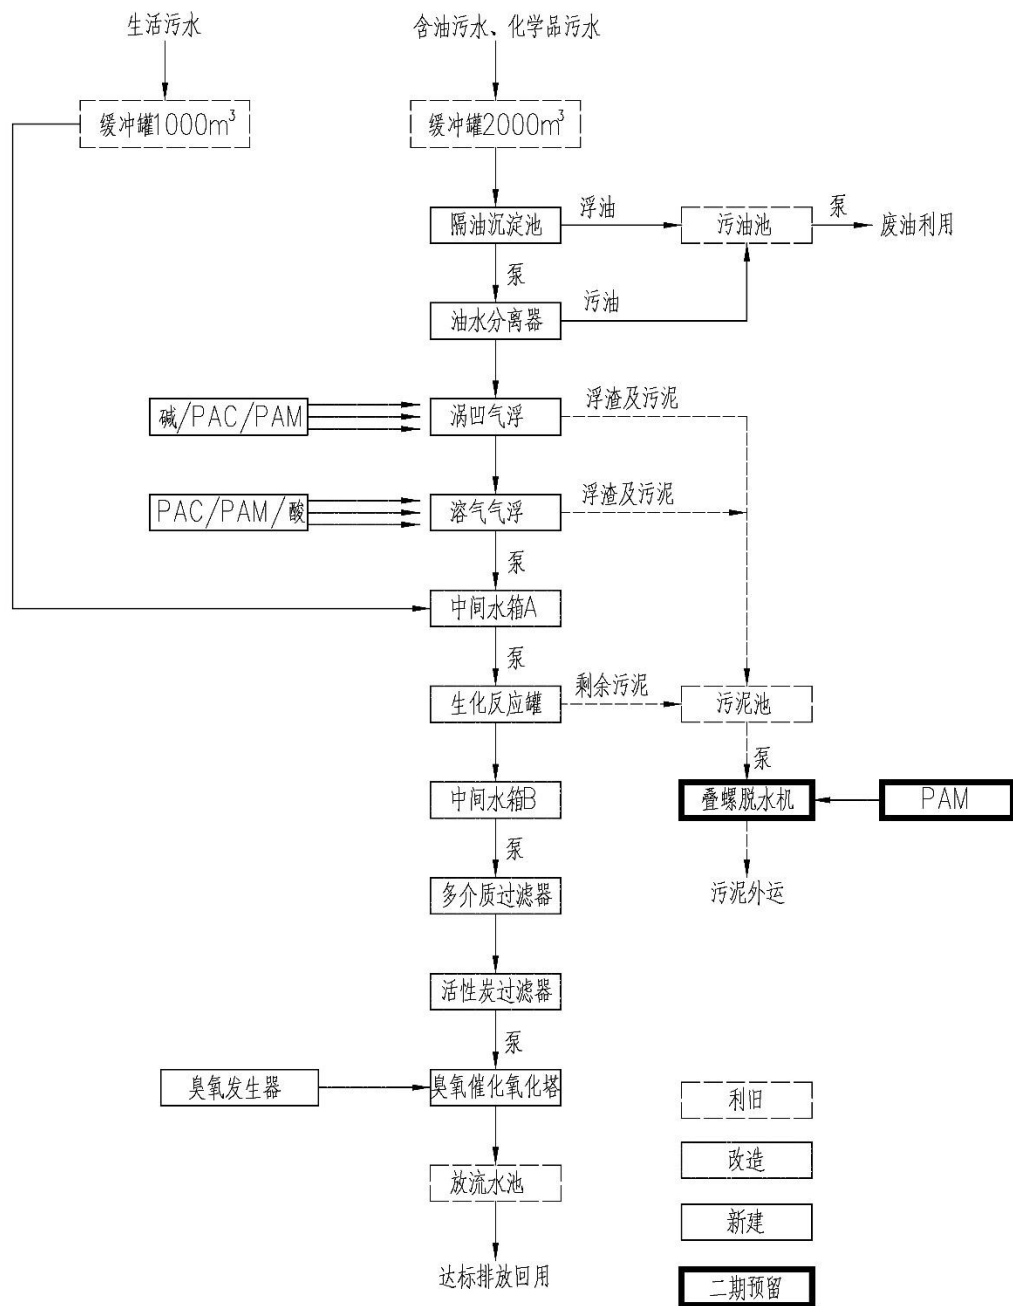 生活污水
含油污水、化学品污水
缓冲罐1000m³
缓冲罐2000m³
隔油沉淀池
浮油
污油池
泵
废油利用
泵
油水分离器
污油
碱/PAC/PAM
涡凹气浮
浮渣及污泥
PAC/PAM/酸
溶气气浮
浮渣及污泥
泵
中间水箱A
泵
生化反应罐
剩余污泥
污泥池
泵
中间水箱B
叠螺脱水机
PAM
泵
多介质过滤器
污泥外运
活性炭过滤器
泵
臭氧发生器
臭氧催化氧化塔
利旧
改造
放流水池
新建
达标排放回用
二期预留